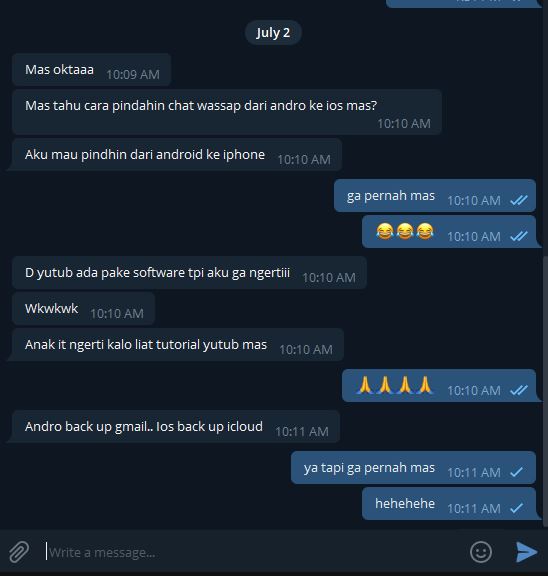 July 2
Mas oktaaa 10:09 AM
Mas tahu cara pindahin chat wassap dari andro ke ios mas?
10:10 AM
Aku mau pindhin dari android ke iphone 10:10 AM
ga pernah mas 10:10 AM
😂😂😂 10:10 AM
D yutub ada pake software tpi aku ga ngertiii 10:10 AM
Wkwkwk 10:10 AM
Anak it ngerti kalo liat tutorial yutub mas 10:10 AM
🙏🙏🙏🙏 10:10 AM
Andro back up gmail.. Ios back up icloud 10:11 AM
ya tapi ga pernah mas 10:11 AM
hehehehe 10:11 AM
Write a message...